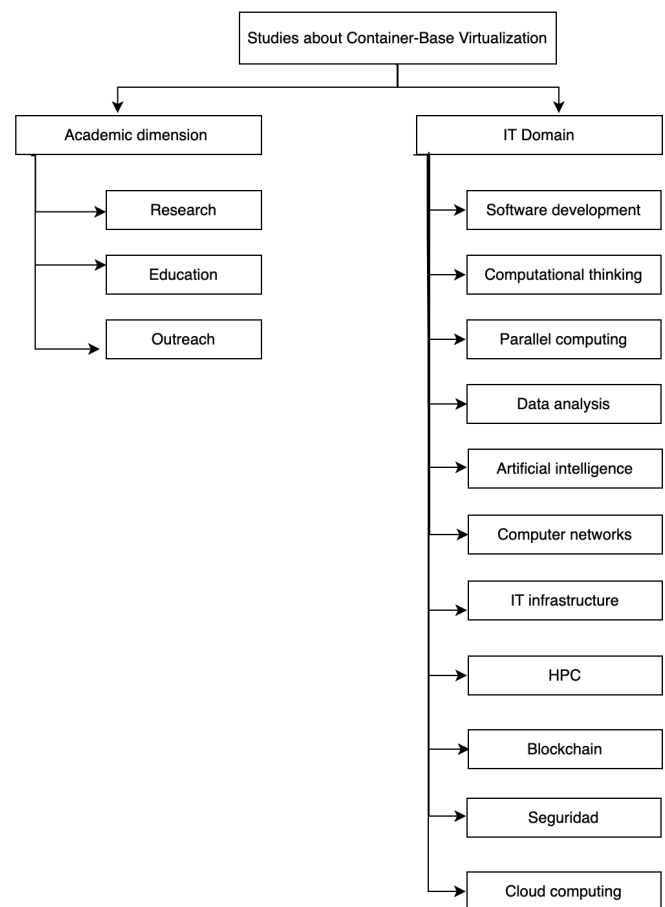 Studies about Container-Base Virtualization
Academic dimension
Research
Education
Outreach
IT Domain
Software development
Computational thinking
Parallel computing
Data analysis
Artificial intelligence
Computer networks
IT infrastructure
HPC
Blockchain
Seguridad
Cloud computing